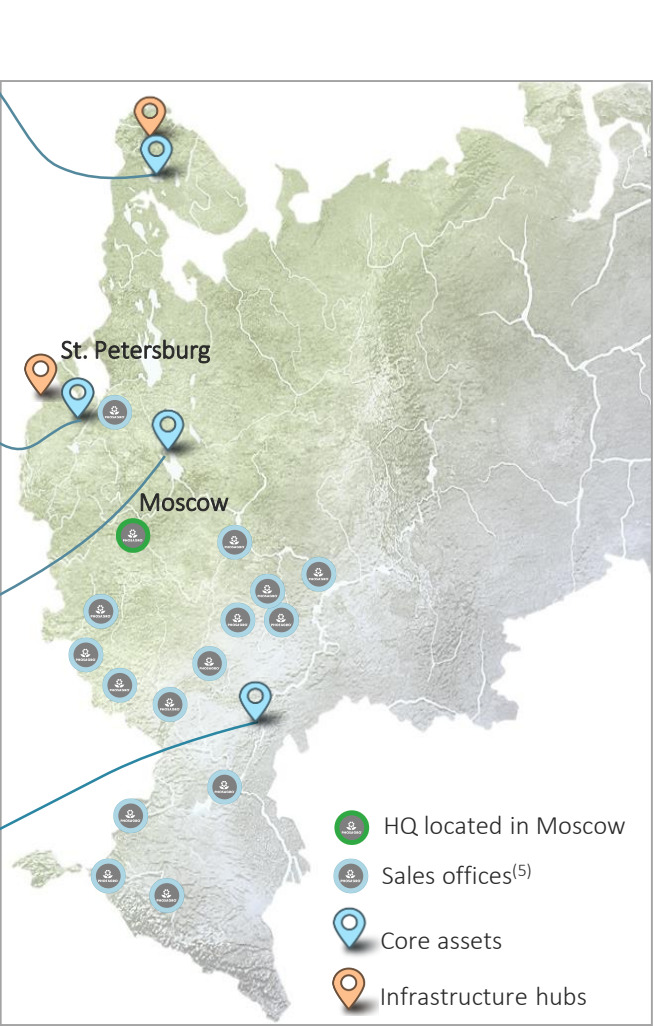 St. Petersburg
Moscow
HQ located in Moscow
Sales offices(5)
Core assets
Infrastructure hubs